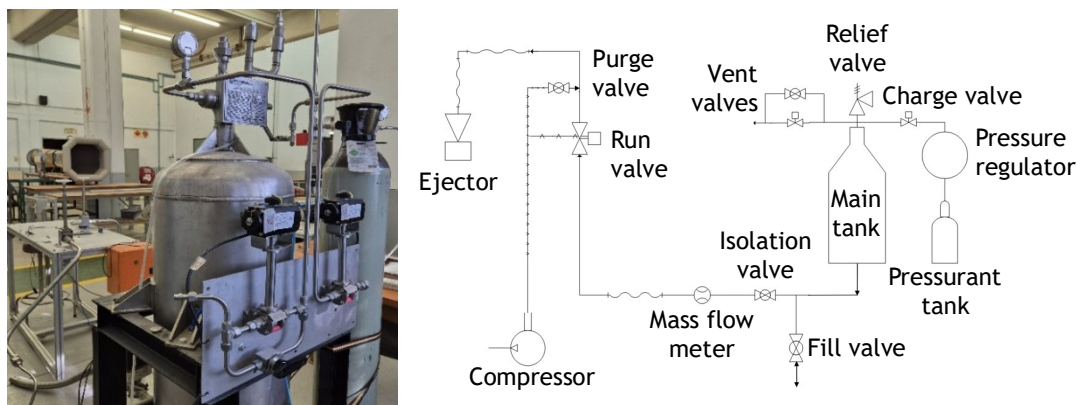 Purge
valve
Relief
valve
Vent
valves
Charge valve
Run
valve
Pressure
regulator
Ejector
Main
tank
Isolation
valve
Pressurant
tank
Mass flow
meter
Fill valve
Compressor